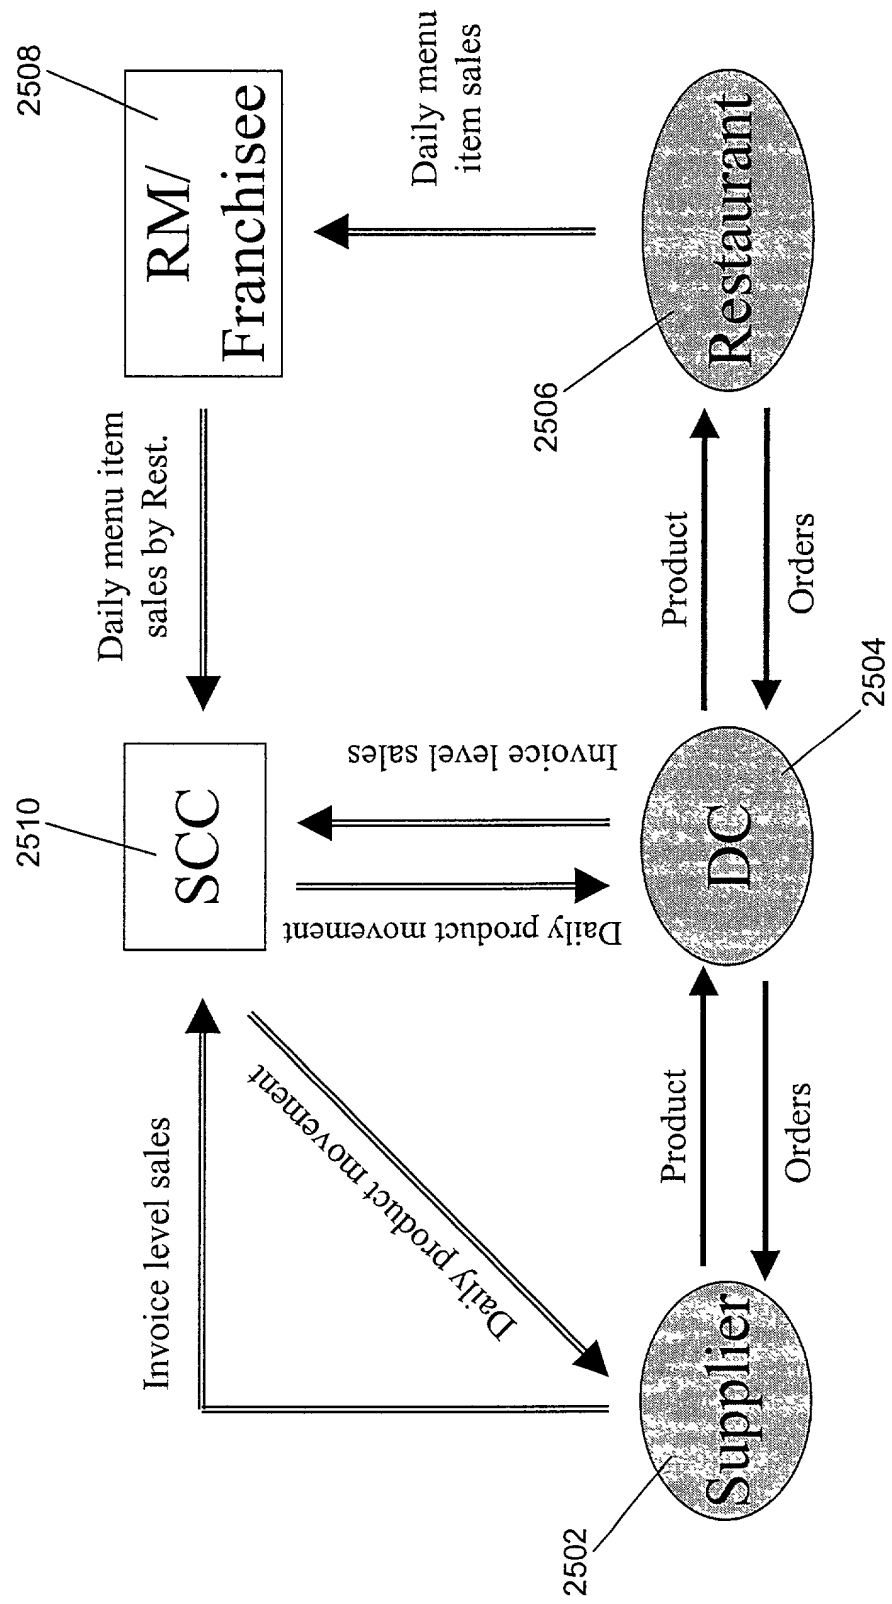 2510
2508
SCC
RM/
Franchisee
Invoice level sales
Daily menu item
sales by Rest.
Daily product movement
Daily product movement
Invoice level sales
Daily menu
item sales
2502
2506
Product
Product
Supplier
DC
Restaurant
Orders
Orders
2504